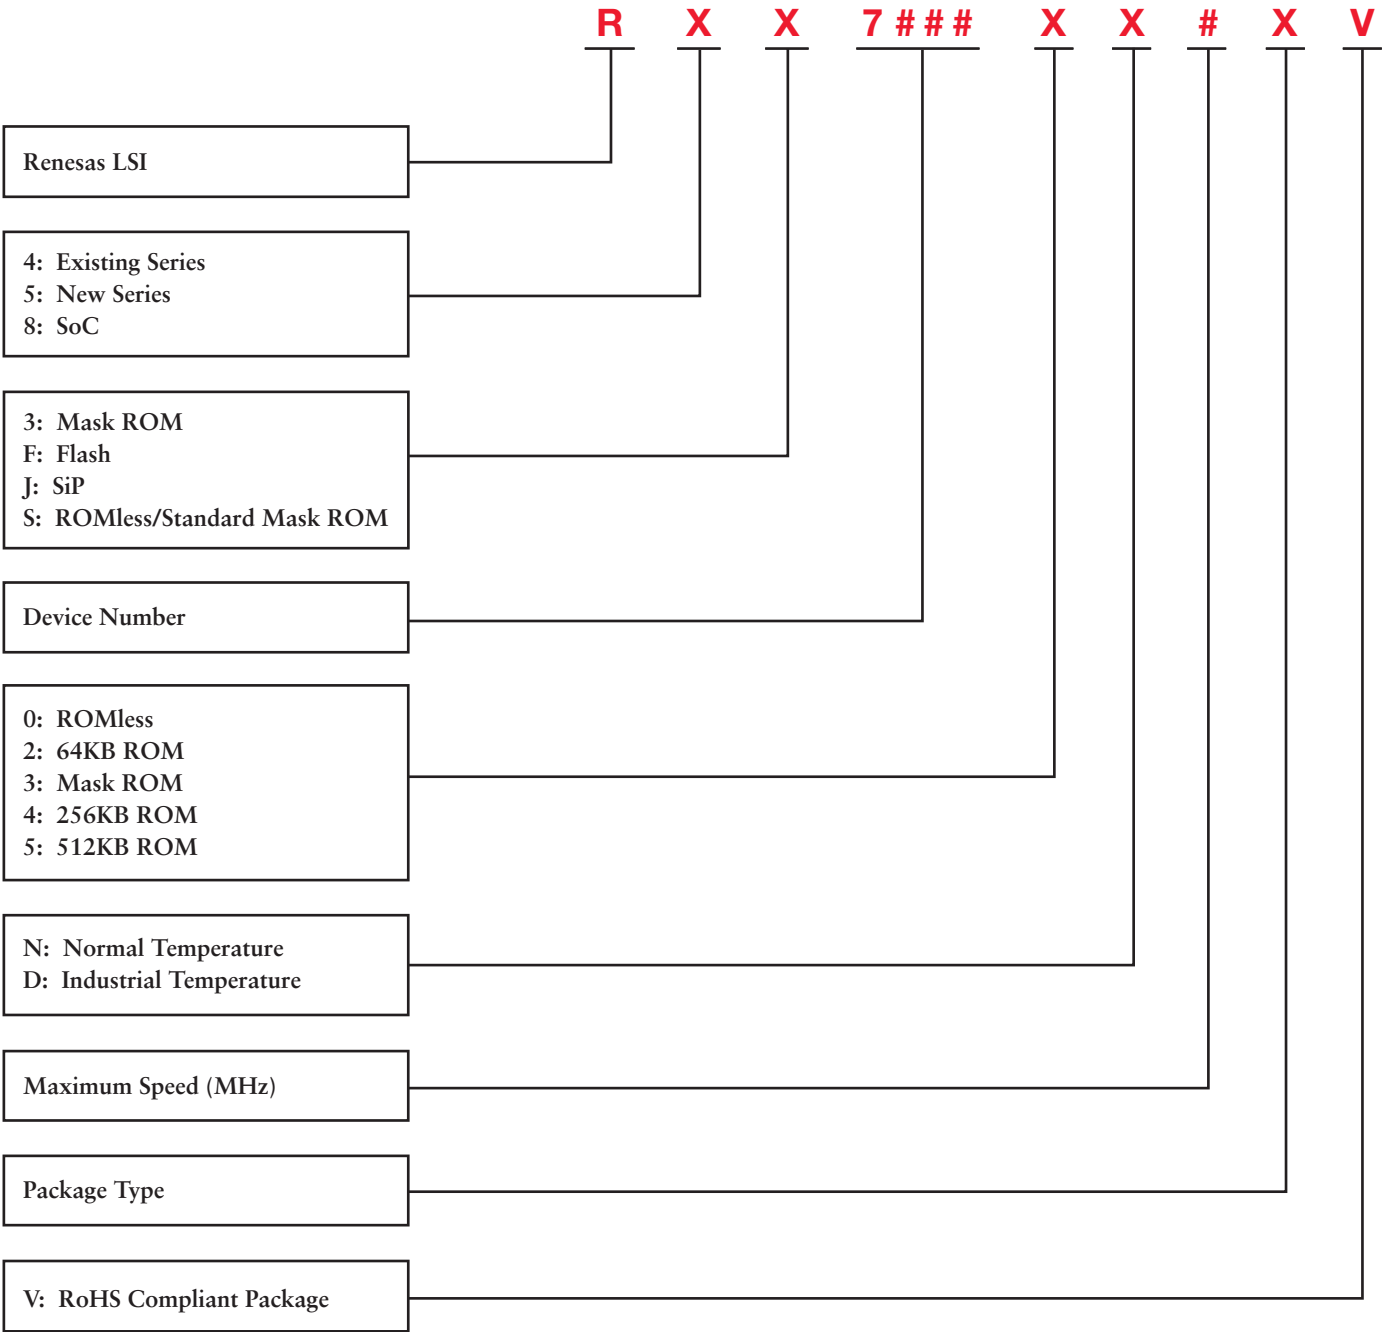 R X X 7 # # # X X # X V
Renesas LSI
4: Existing Series
5: New Series
8: SoC
3: Mask ROM
F: Flash
J: SiP
S: ROMless/Standard Mask ROM
Device Number
0: ROMless
2: 64KB ROM
3: Mask ROM
4: 256KB ROM
5: 512KB ROM
N: Normal Temperature
D: Industrial Temperature
Maximum Speed (MHz)
Package Type
V: RoHS Compliant Package